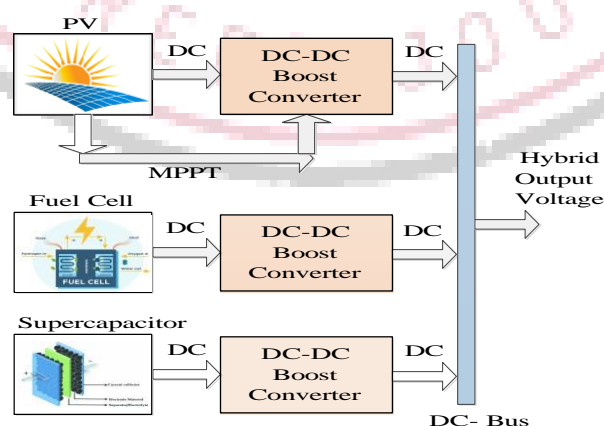 PV
DC
DC-DC
Boost
Converter
DC
MPPT
Hybrid
Output
Voltage
Fuel Cell
DC
DC-DC
Boost
Converter
DC
FUEL CELL
Supercapacitor
DC
DC-DC
Boost
Converter
DC
DC- Bus